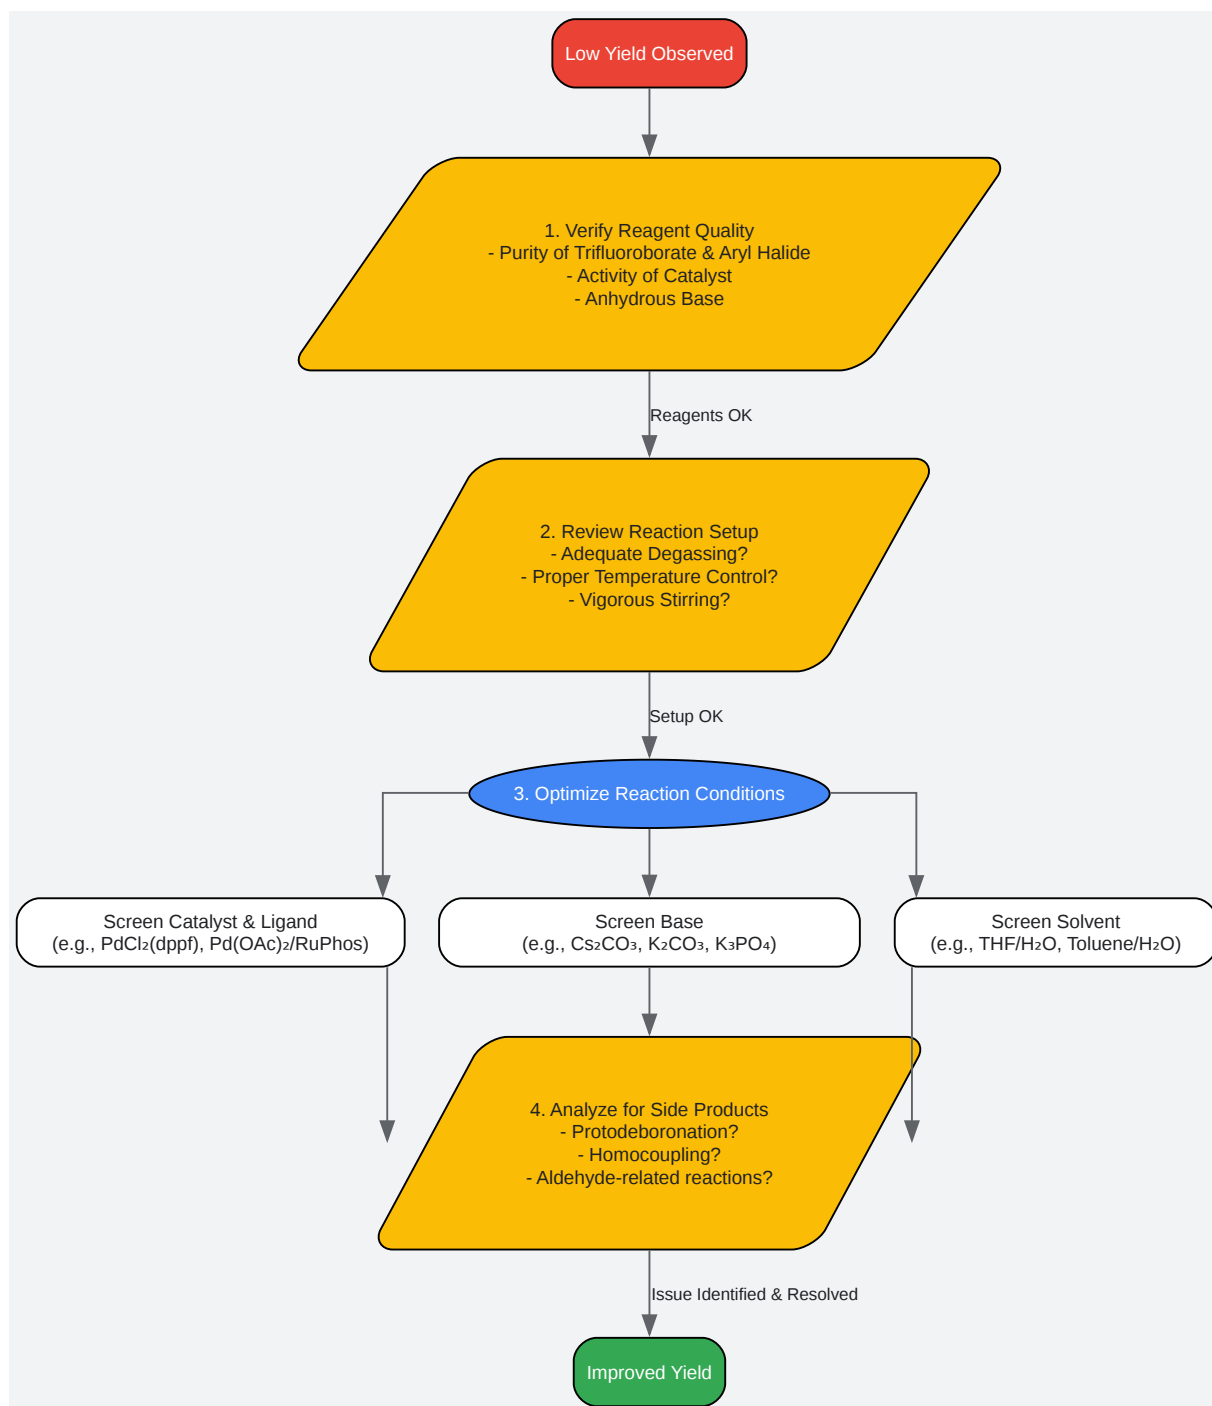 Low Yield Observed
1. Verify Reagent Quality
- Purity of Trifluoroborate & Aryl Halide
- Activity of Catalyst
- Anhydrous Base
Reagents OK
2. Review Reaction Setup
- Adequate Degassing?
- Proper Temperature Control?
- Vigorous Stirring?
Setup OK
3. Optimize Reaction Conditions
Screen Catalyst & Ligand
(e.g., PdCl₂(dppf), Pd(OAc)₂/RuPhos)
Screen Base
(e.g., Cs₂CO₃, K₂CO₃, K₃PO₄)
Screen Solvent
(e.g., THF/H₂O, Toluene/H₂O)
4. Analyze for Side Products
- Protodeboronation?
- Homocoupling?
- Aldehyde-related reactions?
Issue Identified & Resolved
Improved Yield